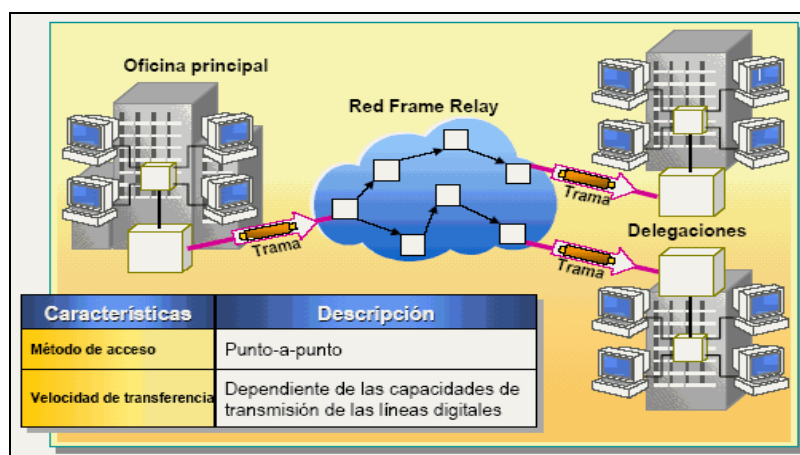 Oficina principal
Red Frame Relay
Trama
Trama
Delegaciones
Trama
Características Descripción
Método de acceso Punto-a-punto
Velocidad de transferencia Dependiente de las capacidades de
transmisión de las líneas digitales